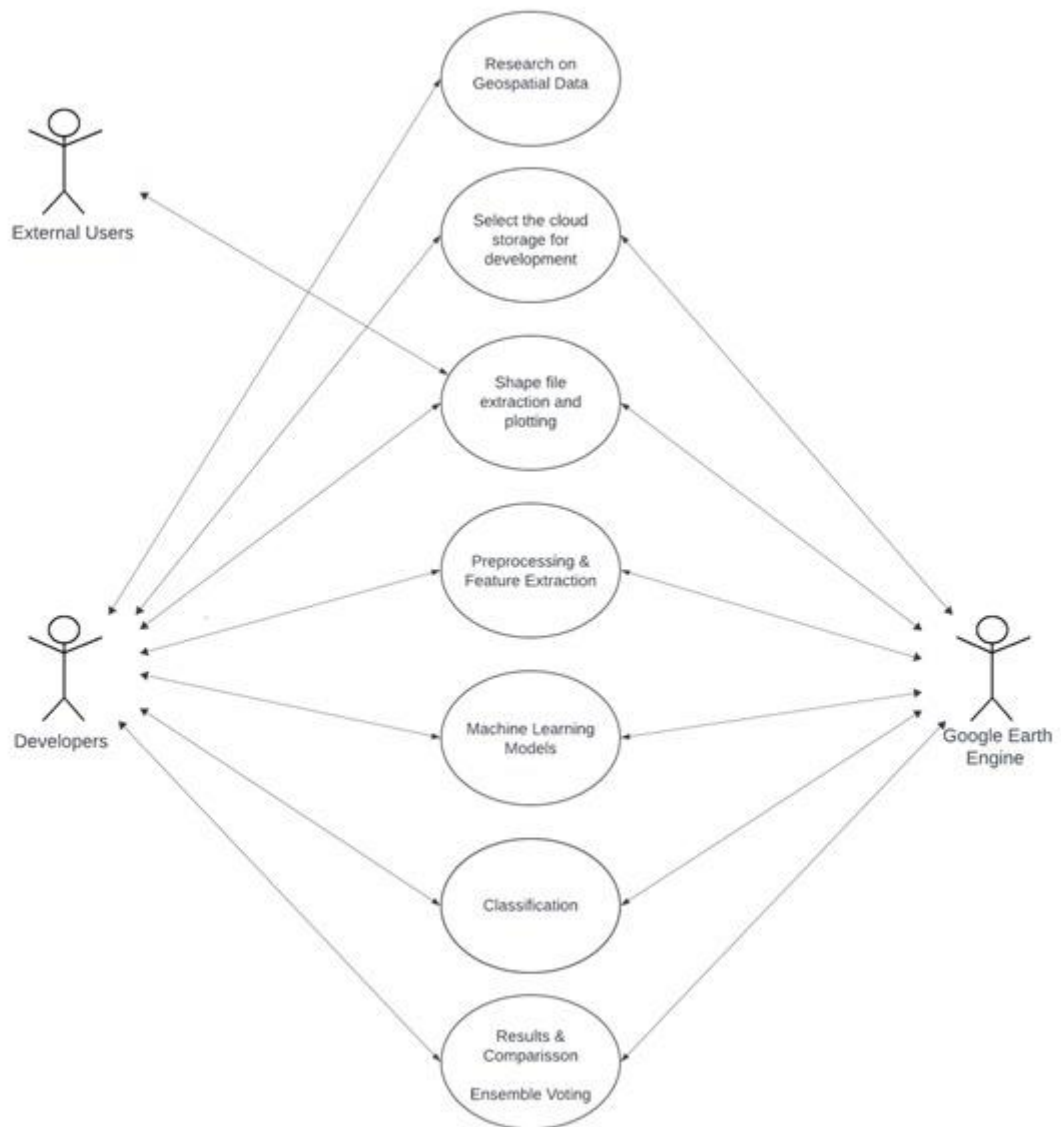 Research on
Geospatial Data
External Users
Select the cloud
storage for
development
Shape file
extraction and
plotting
Preprocessing &
Feature Extraction
Developers
Machine Learning
Models
Google Earth
Engine
Classification
Results &
Comparisson
Ensemble Voting